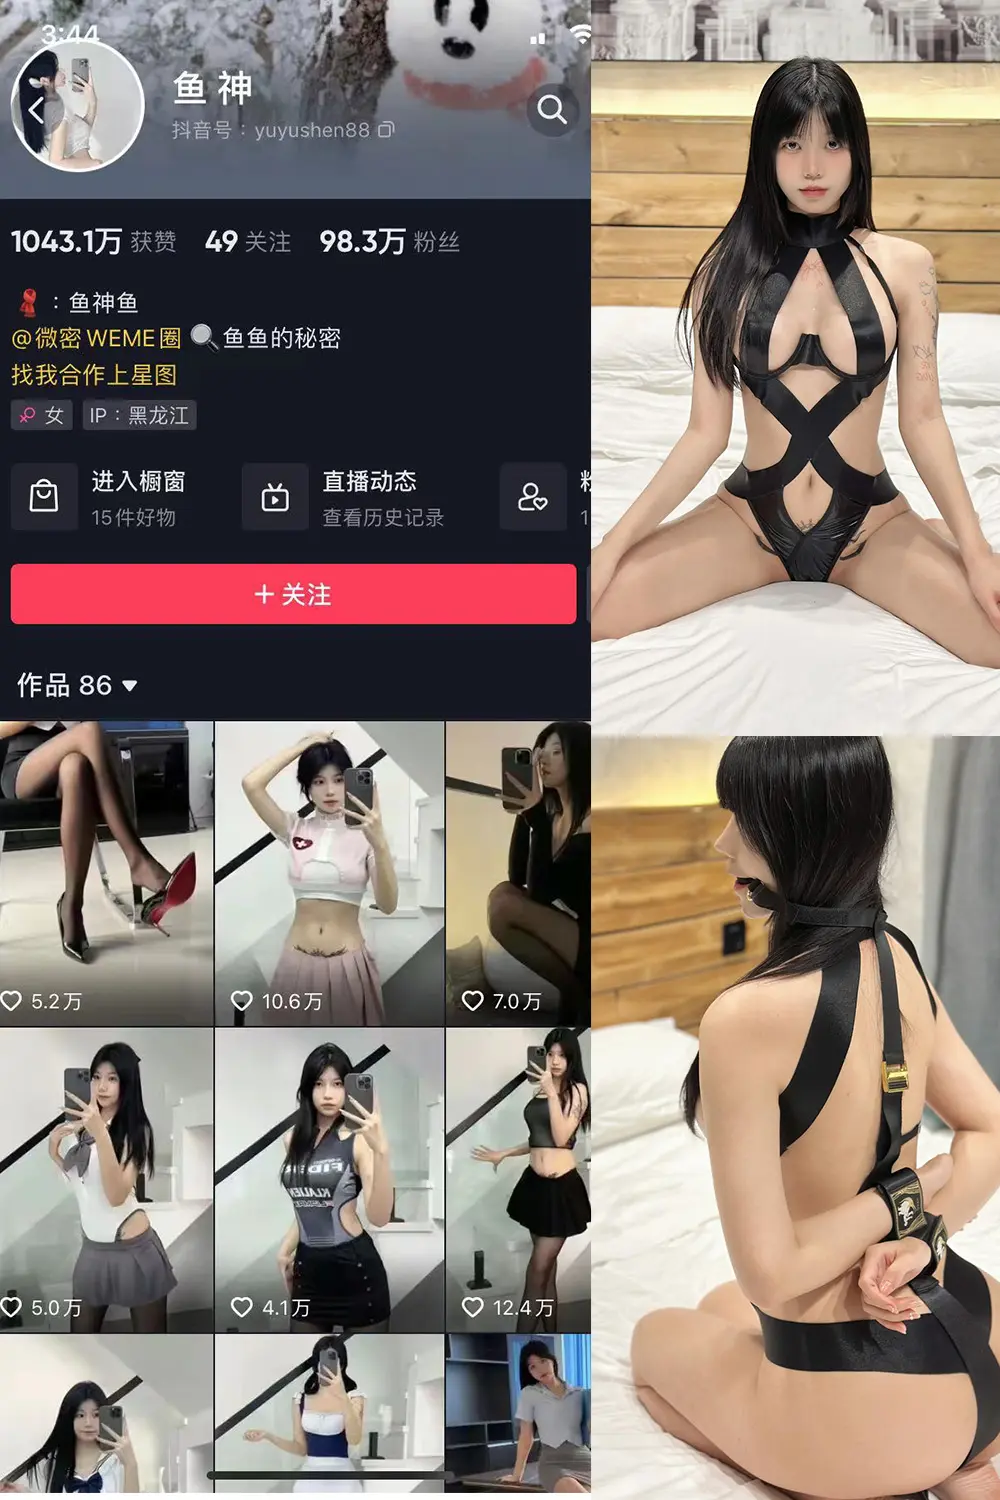 3:44
鱼 神
抖音号：yuyushen88
1043.1万 获赞 49 关注 98.3万 粉丝
：鱼神鱼
@微密WEME圈 鱼鱼的秘密
找我合作上星图
女 IP：黑龙江
进入橱窗
15件好物
直播动态
查看历史记录
+ 关注
作品 86
5.2万
10.6万
7.0万
5.0万
4.1万
12.4万